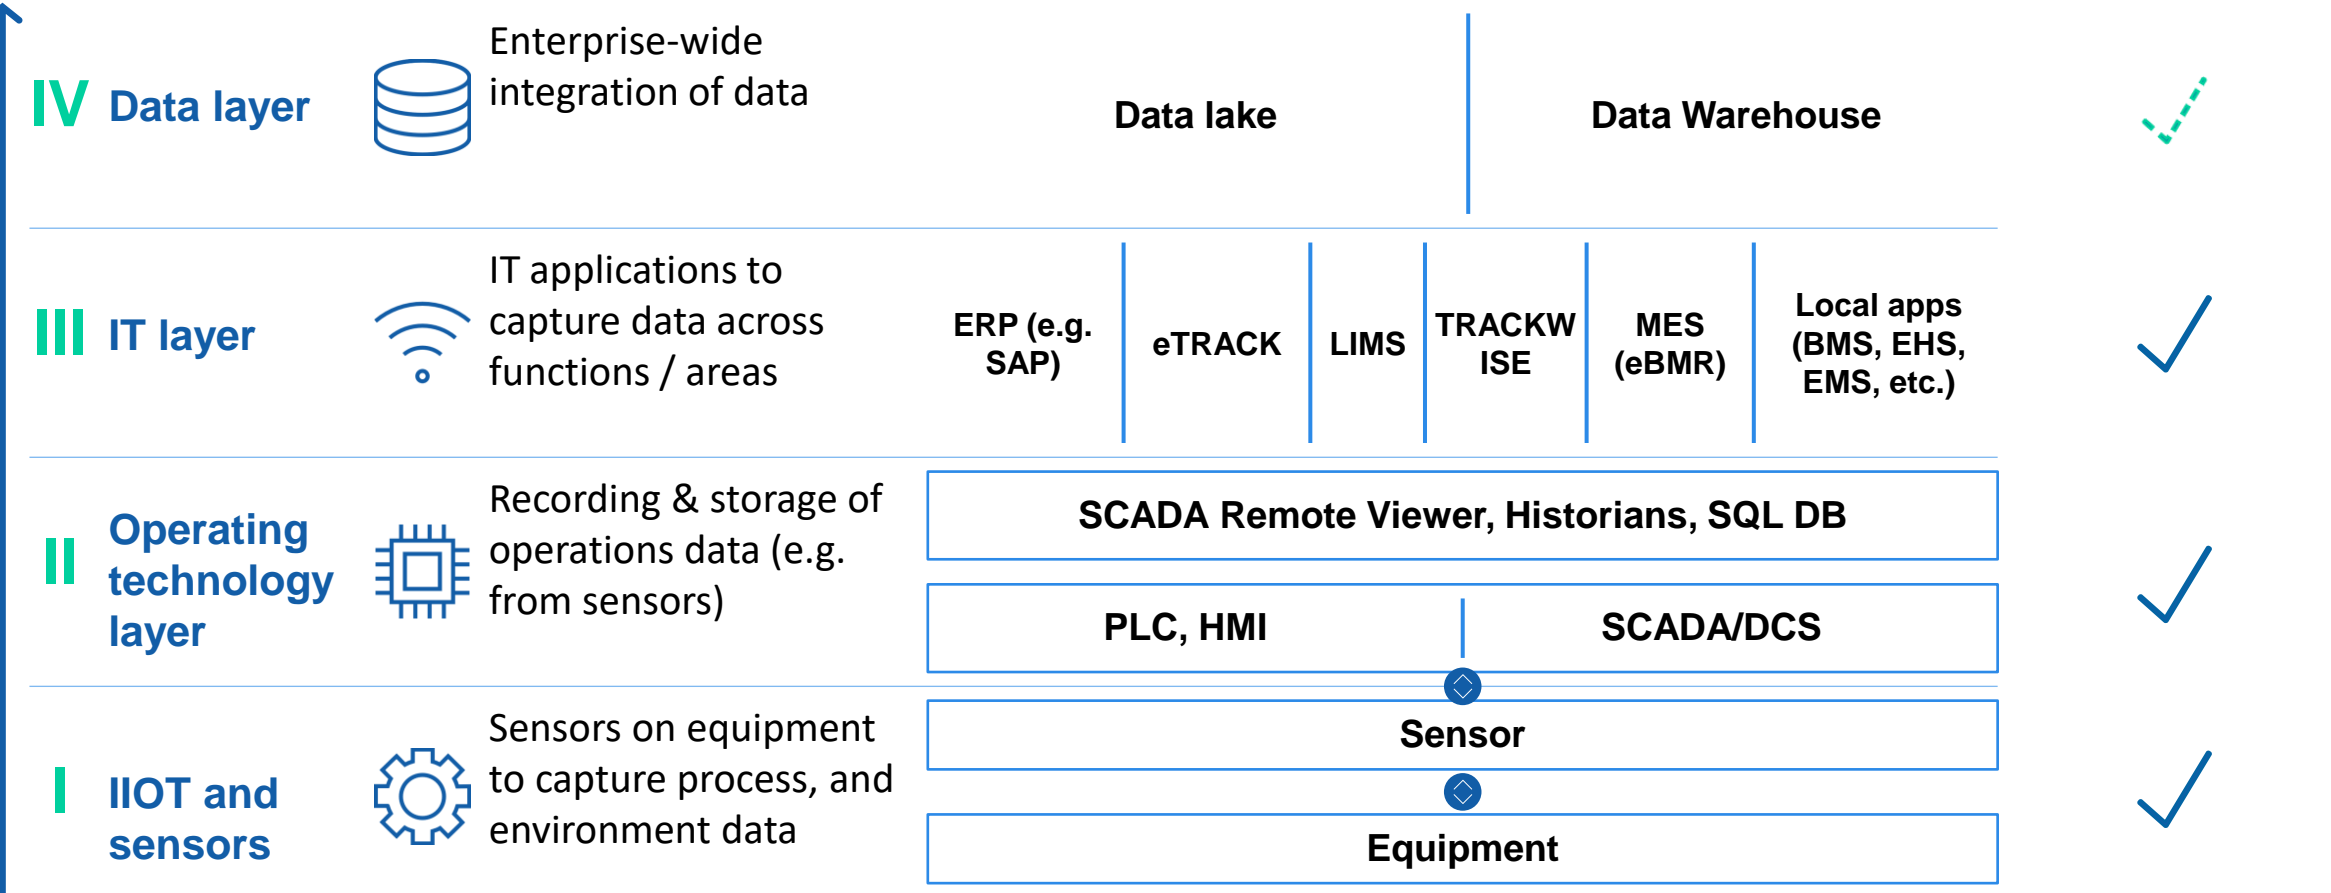 IV
Data layer
Enterprise-wide
integration of data
Data lake
Data Warehouse
III
IT layer
IT applications to
capture data across
functions / areas
ERP (e.g.
SAP)
eTRACK
LIMS
TRACKW
ISE
MES
(eBMR)
Local apps
(BMS, EHS,
EMS, etc.)
II
Operating
technology
layer
Recording & storage of
operations data (e.g.
from sensors)
SCADA Remote Viewer, Historians, SQL DB
PLC, HMI
SCADA/DCS
I
IIOT and
sensors
Sensors on equipment
to capture process, and
environment data
Sensor
Equipment